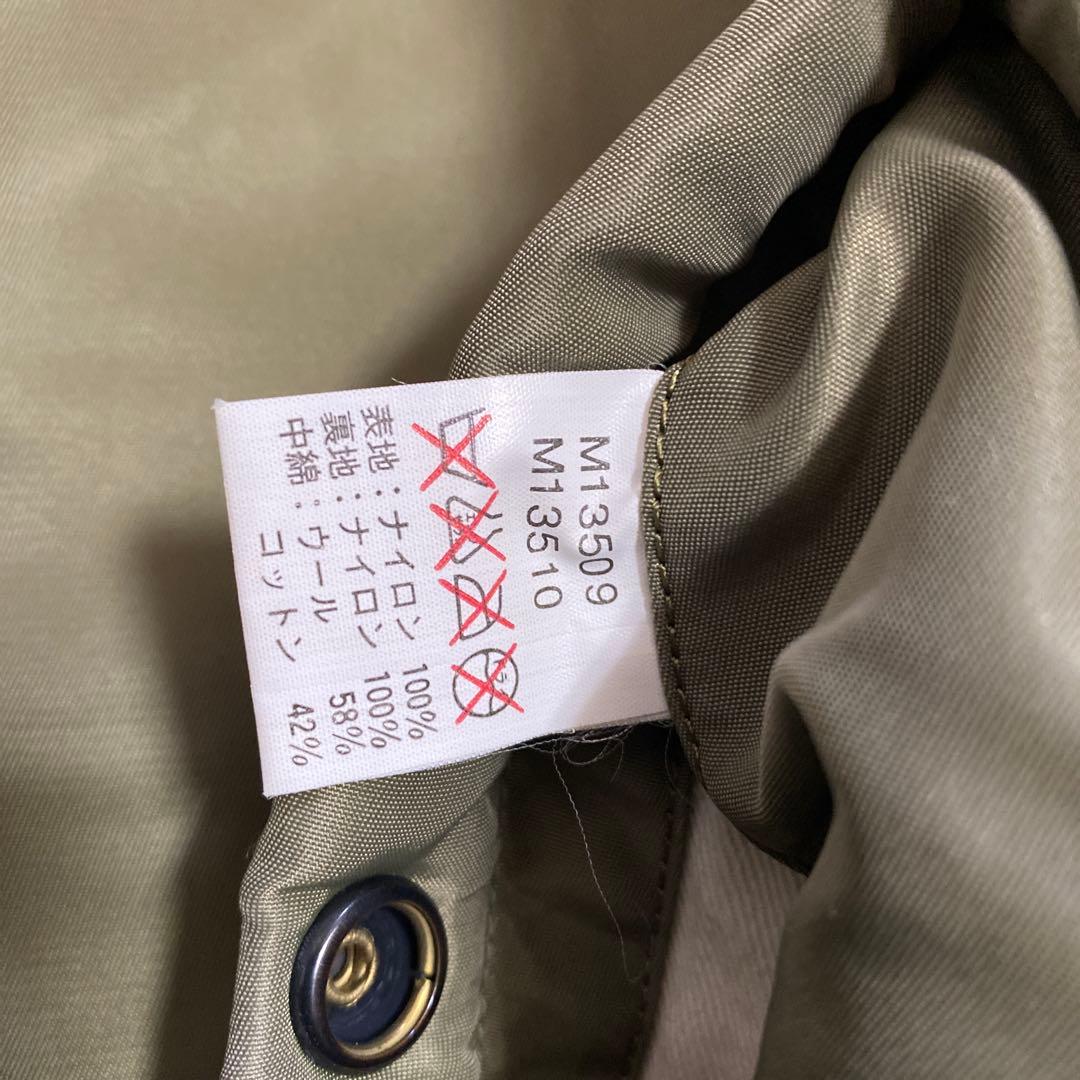 M13509
M13510
表地:ナイロン 100%
裏地:ナイロン 100%
中綿:ウール 58%
コットン 42%